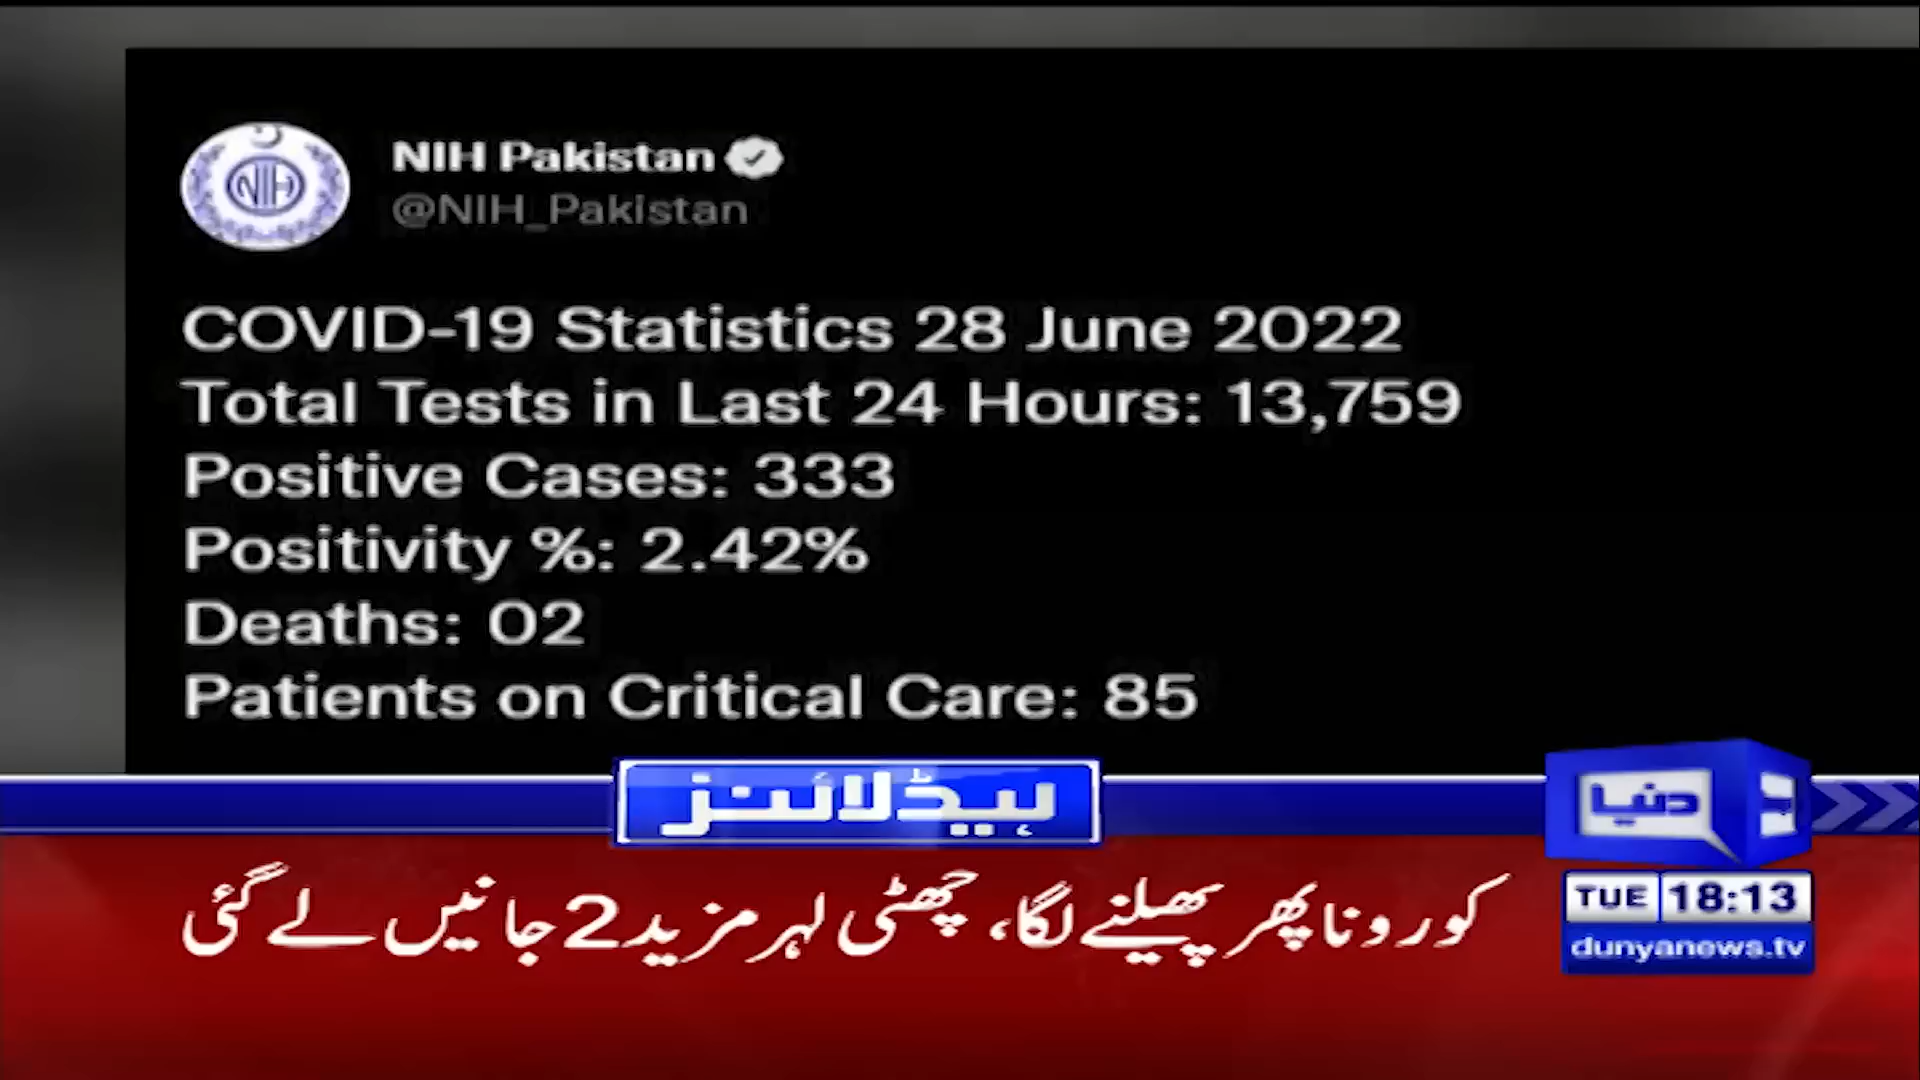 NIH Pakistan
@NIH_Pakistan
COVID-19 Statistics 28 June 2022
Total Tests in Last 24 Hours: 13,759
Positive Cases: 333
Positivity %: 2.42%
Deaths: 02
Patients on Critical Care: 85
ہیڈلائنز
دنیا
کورونا پھر پھیلنے لگا، چھٹی لہر مزید 2 جانیں لے گئی
TUE 18:13
dunyanews.tv